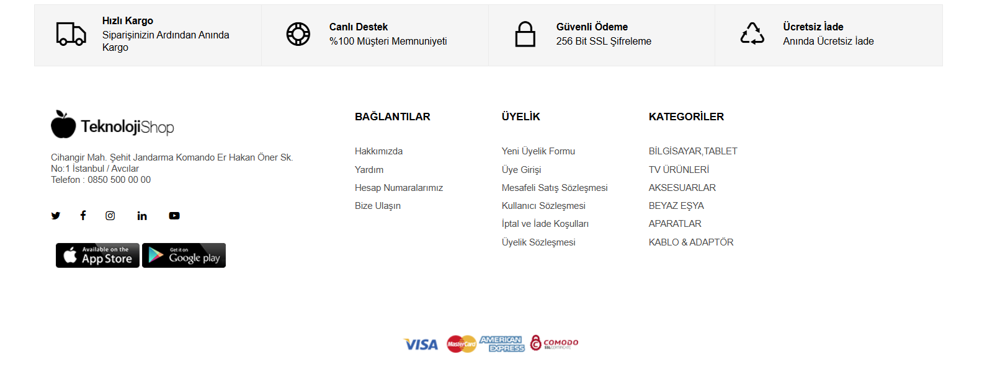 Hızlı Kargo
Siparişinizin Ardından Anında
Kargo
Canlı Destek
%100 Müşteri Memnuniyeti
Güvenli Ödeme
256 Bit SSL Şifreleme
Ücretsiz İade
Anında Ücretsiz İade
TeknolojiShop
Cihangir Mah. Şehit Jandarma Komando Er Hakan Öner Sk.
No:1 İstanbul / Avcılar
Telefon : 0850 500 00 00
Available on the
App Store
Get it on
Google play
BAĞLANTILAR
Hakkımızda
Yardım
Hesap Numaralarımız
Bize Ulaşın
ÜYELİK
Yeni Üyelik Formu
Üye Girişi
Mesafeli Satış Sözleşmesi
Kullanıcı Sözleşmesi
İptal ve İade Koşulları
Üyelik Sözleşmesi
KATEGORİLER
BİLGİSAYAR,TABLET
TV ÜRÜNLERİ
AKSESUARLAR
BEYAZ EŞYA
APARATLAR
KABLO & ADAPTÖR
VISA
MasterCard
AMERICAN
EXPRESS
COMODO
SSL CERTIFICATE